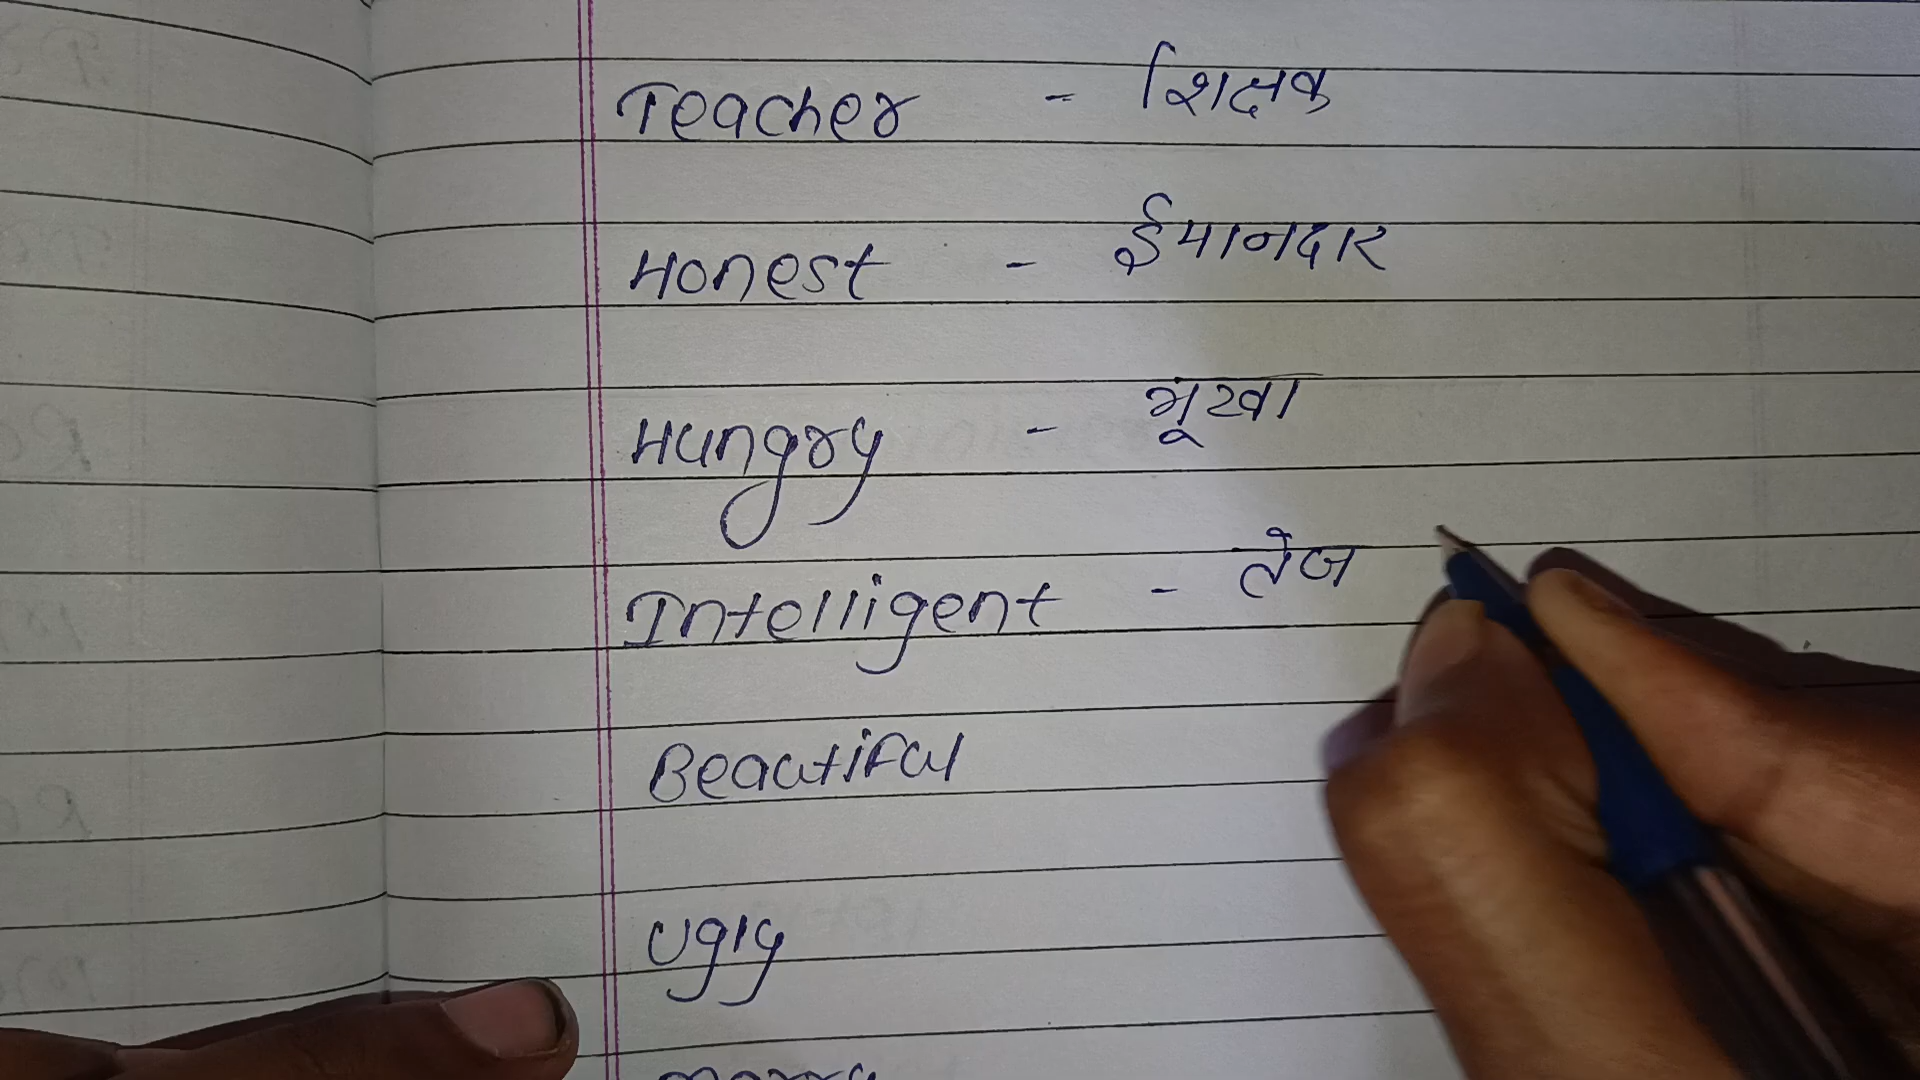 Teacher - शिक्षक
Honest - ईमानदार
Hungry - भूखा
Intelligent - तेज
Beautiful
Ugly